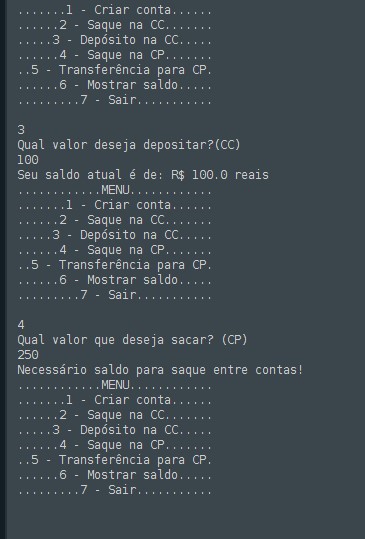 .......1 - Criar conta......
......2 - Saque na CC.......
.....3 - Depósito na CC.....
......4 - Saque na CP.......
..5 - Transferência para CP.
......6 - Mostrar saldo.....
.........7 - Sair...........
3
Qual valor deseja depositar?(CC)
100
Seu saldo atual é de: R$ 100.0 reais
............MENU............
.......1 - Criar conta......
......2 - Saque na CC.......
.....3 - Depósito na CC.....
......4 - Saque na CP.......
..5 - Transferência para CP.
......6 - Mostrar saldo.....
.........7 - Sair...........
4
Qual valor que deseja sacar? (CP)
250
Necessário saldo para saque entre contas!
............MENU............
.......1 - Criar conta......
......2 - Saque na CC.......
.....3 - Depósito na CC.....
......4 - Saque na CP.......
..5 - Transferência para CP.
......6 - Mostrar saldo.....
.........7 - Sair...........